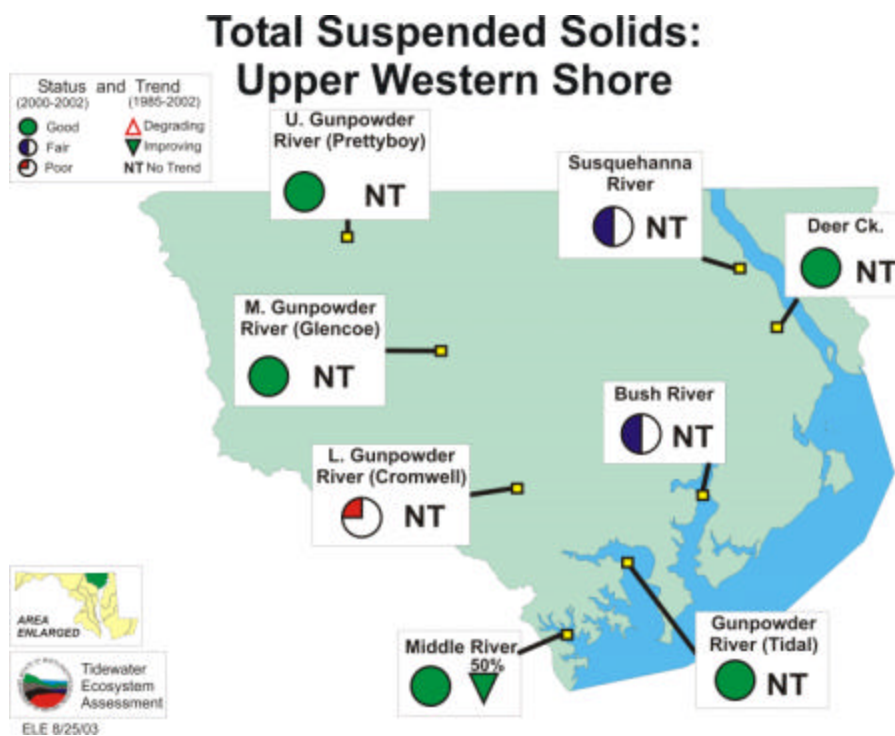 Total Suspended Solids:
Upper Western Shore
Status and Trend
(2000-2002) (1985-2002)
Good Degrading
Fair Improving
Poor NT No Trend
U. Gunpowder
River (Prettyboy)
NT
Susquehanna
River
NT
Deer Ck.
NT
M. Gunpowder
River (Glencoe)
NT
Bush River
NT
L. Gunpowder
River (Cromwell)
NT
Middle River
50%
Gunpowder
River (Tidal)
NT
AREA
ENLARGED
Tidewater
Ecosystem
Assessment
ELE 8/25/03